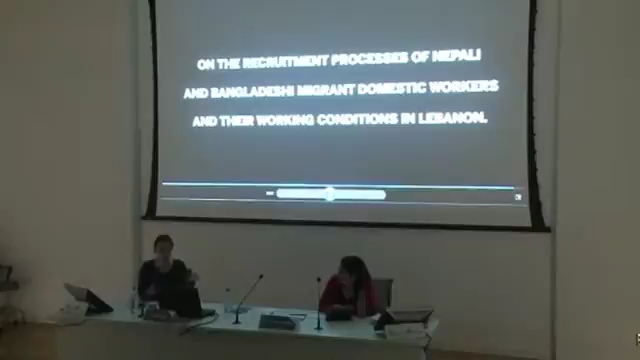 ON THE RECRUITMENT PROCESSES OF NEPALI
AND BANGLADESHI MIGRANT DOMESTIC WORKERS
AND THEIR WORKING CONDITIONS IN LEBANON.